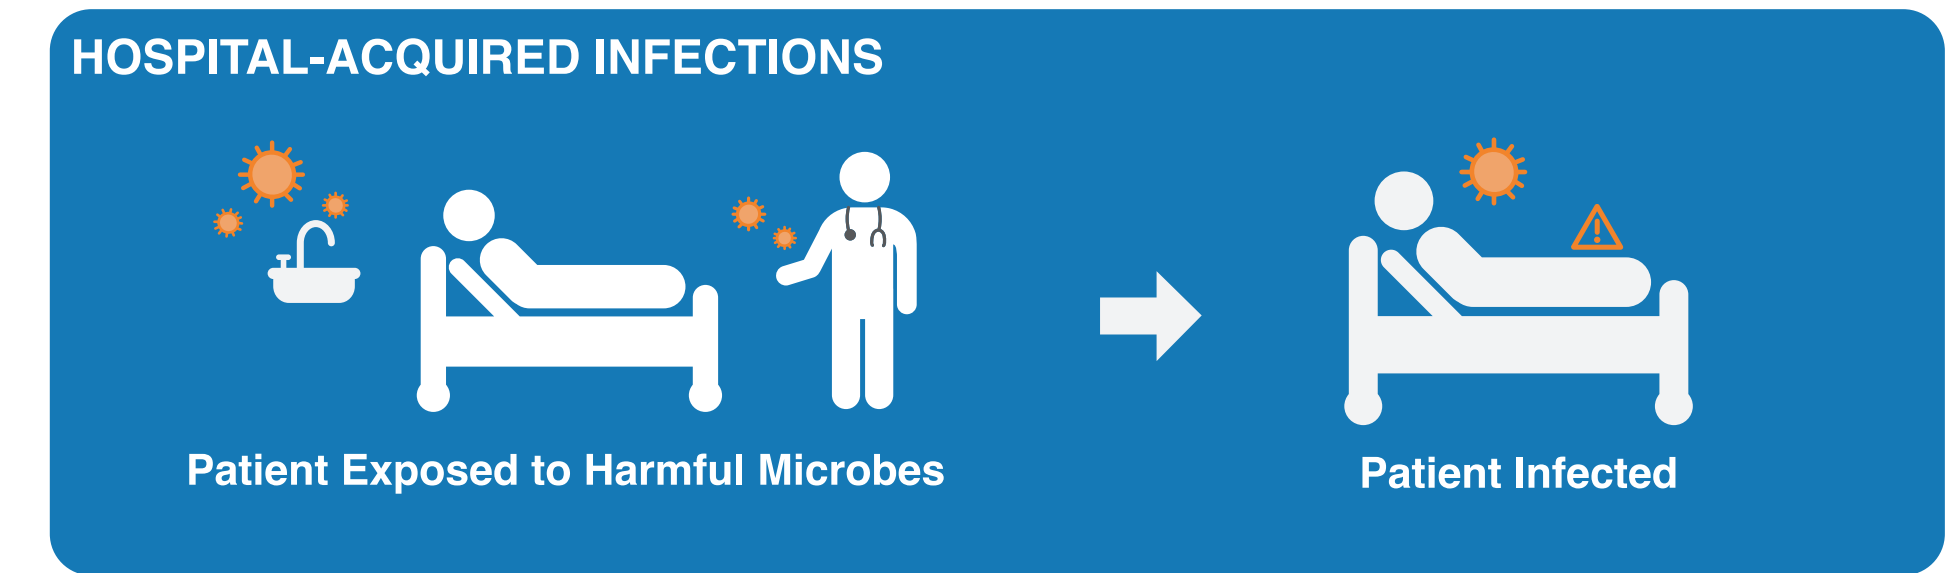 HOSPITAL-ACQUIRED INFECTIONS
Patient Exposed to Harmful Microbes
Patient Infected